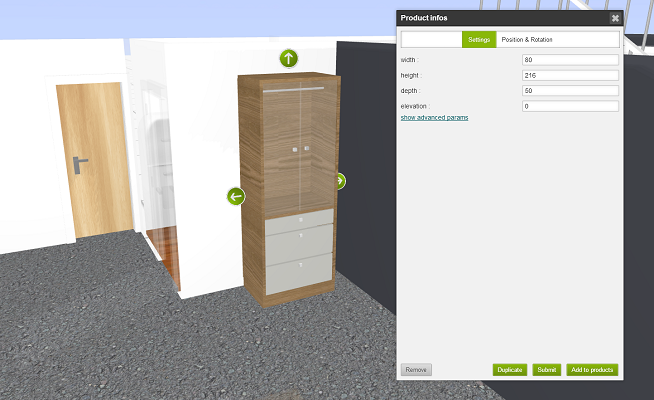 Product infos
Settings Position & Rotation
width : 80
height : 216
depth : 50
elevation : 0
show advanced params
Remove Duplicate Submit Add to products